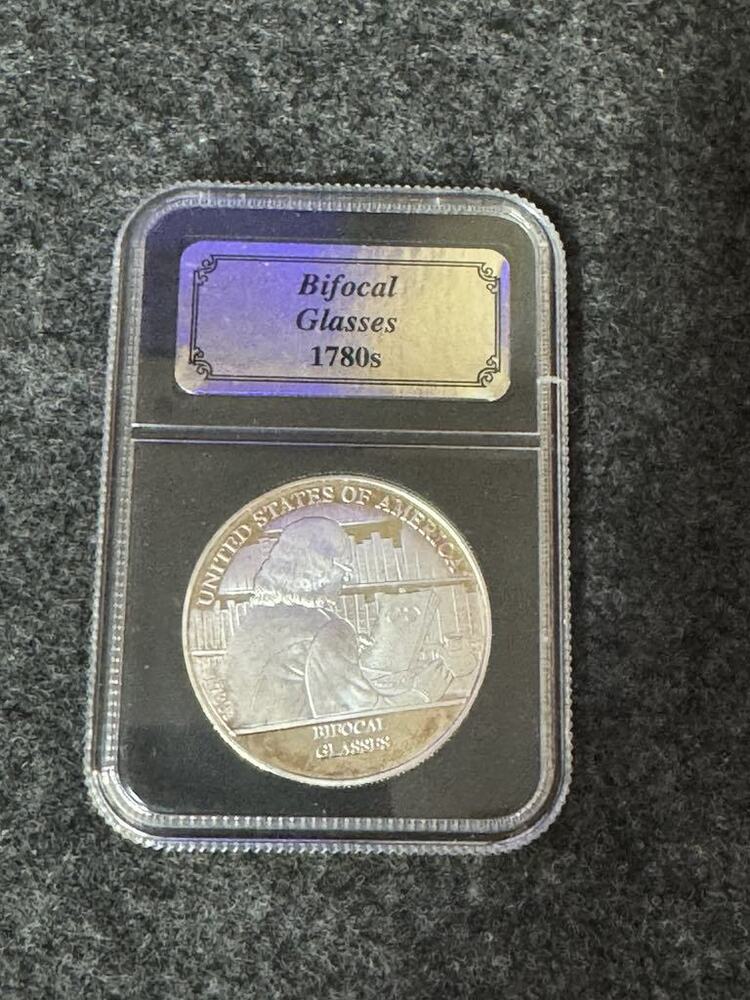 Bifocal
Glasses
1780s
UNITED STATES OF AMERICA
BIFOCAL
GLASSES